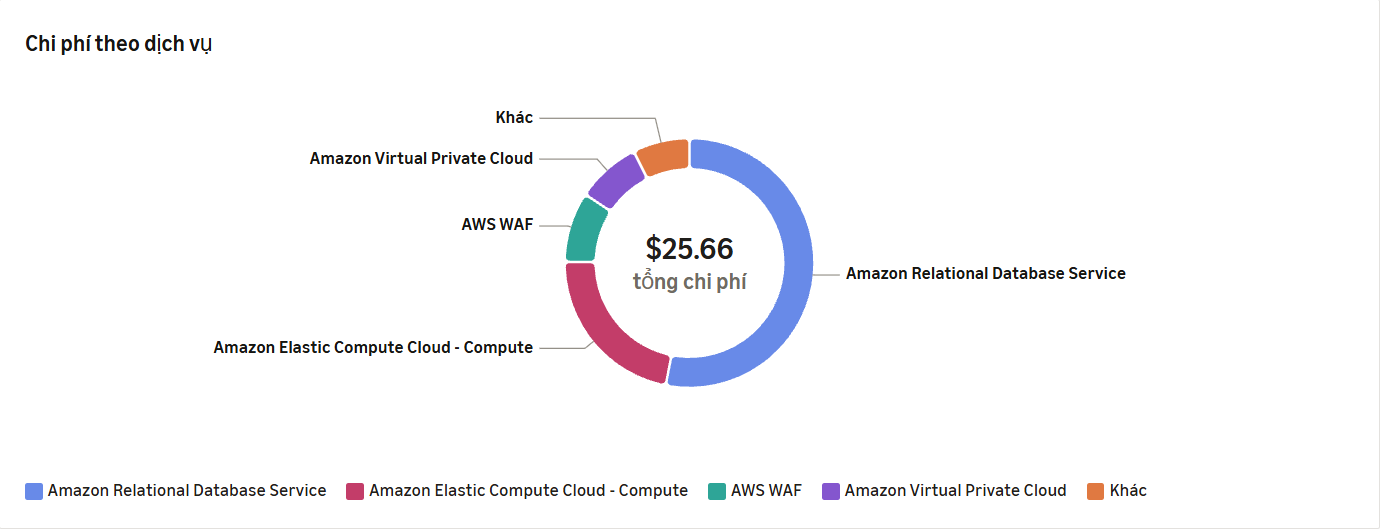 Chi phí theo dịch vụ
Khác
Amazon Virtual Private Cloud
AWS WAF
$25.66
tổng chi phí
Amazon Relational Database Service
Amazon Elastic Compute Cloud - Compute
Amazon Relational Database Service Amazon Elastic Compute Cloud - Compute AWS WAF Amazon Virtual Private Cloud Khác